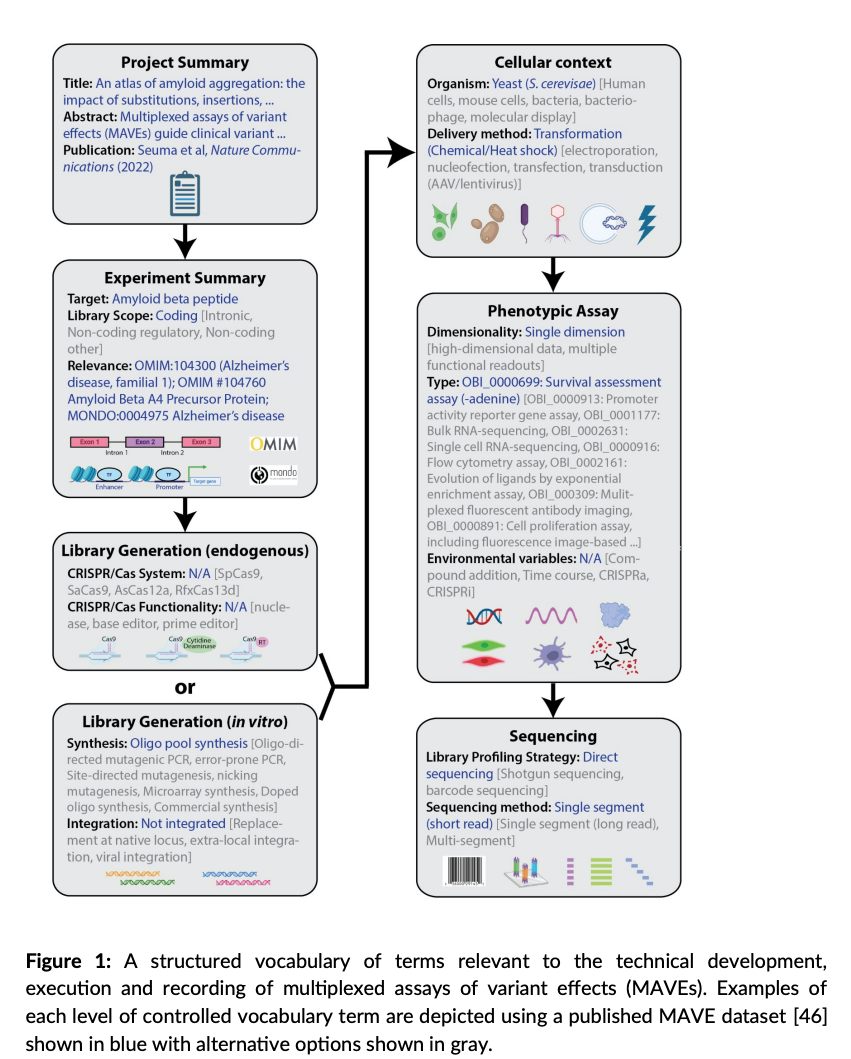 Project Summary
Title: An atlas of amyloid aggregation: the
impact of substitutions, insertions, ...
Abstract: Multiplexed assays of variant
effects (MAVEs) guide clinical variant ...
Publication: Seuma et al, Nature Commu-
nications (2022)
Experiment Summary
Target: Amyloid beta peptide
Library Scope: Coding [Intronic,
Non-coding regulatory, Non-coding
other]
Relevance: OMIM:104300 (Alzheimer's
disease, familial 1); OMIM #104760
Amyloid Beta A4 Precursor Protein;
MONDO:0004975 Alzheimer's disease
Exon 1 Exon 2 Exon 3
Intron 1 Intron 2
OMIM
TF TF
Enhancer Promoter Target gene
mondo
Library Generation (endogenous)
CRISPR/Cas System: N/A [SpCas9,
SaCas9, AsCas12a, RfxCas13d]
CRISPR/Cas Functionality: N/A [nucle-
ase, base editor, prime editor]
Cas9 Cas9 Cytidine Deaminase Cas9 RT
or
Library Generation (in vitro)
Synthesis: Oligo pool synthesis [Oligo-di-
rected mutagenic PCR, error-prone PCR,
Site-directed mutagenesis, nicking
mutagenesis, Microarray synthesis, Doped
oligo synthesis, Commercial synthesis]
Integration: Not integrated [Replace-
ment at native locus, extra-local integra-
tion, viral integration]
Cellular context
Organism: Yeast (S. cerevisae) [Human
cells, mouse cells, bacteria, bacterio-
phage, molecular display]
Delivery method: Transformation
(Chemical/Heat shock) [electroporation,
nucleofection, transfection, transduction
(AAV/lentivirus)]
Phenotypic Assay
Dimensionality: Single dimension
[high-dimensional data, multiple
functional readouts]
Type: OBI_0000699: Survival assessment
assay (-adenine) [OBI_0000913: Promoter
activity reporter gene assay, OBI_0001177:
Bulk RNA-sequencing, OBI_0002631:
Single cell RNA-sequencing, OBI_0000916:
Flow cytometry assay, OBI_0002161:
Evolution of ligands by exponential
enrichment assay, OBI_000309: Mulit-
plexed fluorescent antibody imaging,
OBI_0000891: Cell proliferation assay,
including fluorescence image-based ...]
Environmental variables: N/A [Com-
pound addition, Time course, CRISPRa,
CRISPRi]
Sequencing
Library Profiling Strategy: Direct
sequencing [Shotgun sequencing,
barcode sequencing]
Sequencing method: Single segment
(short read) [Single segment (long read),
Multi-segment]
Figure 1: A structured vocabulary of terms relevant to the technical development,
execution and recording of multiplexed assays of variant effects (MAVEs). Examples of
each level of controlled vocabulary term are depicted using a published MAVE dataset [46]
shown in blue with alternative options shown in gray.